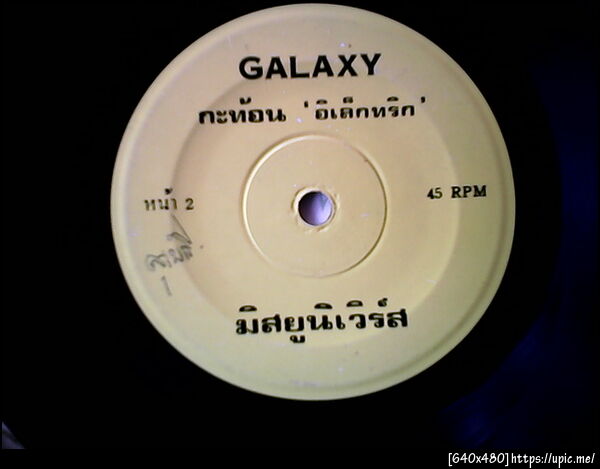 GALAXY
กะท้อน 'อิเล็กทริก'
หน้า 2
45 RPM
มิสยูนิเวิร์ส
[640x480]https://upic.me/